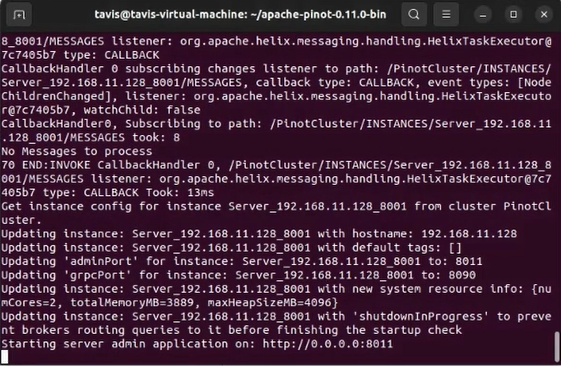 tavis@tavis-virtual-machine: ~/apache-pinot-0.11.0-bin
8_8001/MESSAGES listener: org.apache.helix.messaging.handling.HelixTaskExecutor@
7c7405b7 type: CALLBACK
CallbackHandler 0 subscribing changes listener to path: /PinotCluster/INSTANCES/
Server_192.168.11.128_8001/MESSAGES, callback type: CALLBACK, event types: [Node
ChildrenChanged], listener: org.apache.helix.messaging.handling.HelixTaskExecuto
r@7c7405b7, watchChild: false
CallbackHandler0, Subscribing to path: /PinotCluster/INSTANCES/Server_192.168.11
.128_8001/MESSAGES took: 8
No Messages to process
70 END:INVOKE CallbackHandler 0, /PinotCluster/INSTANCES/Server_192.168.11.128_8
001/MESSAGES listener: org.apache.helix.messaging.handling.HelixTaskExecutor@7c7
405b7 type: CALLBACK Took: 13ms
Get instance config for instance Server_192.168.11.128_8001 from cluster PinotCl
uster.
Updating instance: Server_192.168.11.128_8001 with hostname: 192.168.11.128
Updating instance: Server_192.168.11.128_8001 with default tags: []
Updating 'adminPort' for instance: Server_192.168.11.128_8001 to: 8011
Updating 'grpcPort' for instance: Server_192.168.11.128_8001 to: 8090
Updating instance: Server_192.168.11.128_8001 with new system resource info: {nu
mCores=2, totalMemoryMB=3889, maxHeapSizeMB=4096}
Updating instance: Server_192.168.11.128_8001 with 'shutdownInProgress' to preve
nt brokers routing queries to it before finishing the startup check
Starting server admin application on: http://0.0.0.0:8011